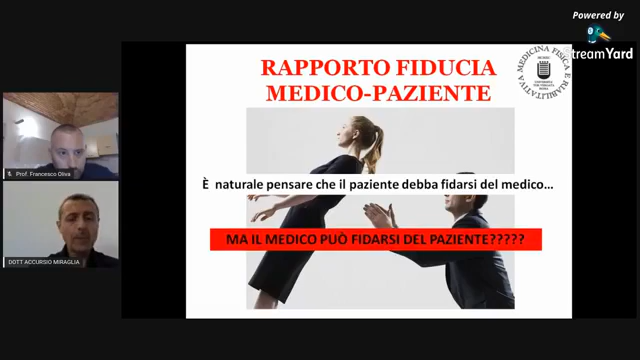 Powered by
StreamYard
RAPPORTO FIDUCIA
MEDICO-PAZIENTE
MEDICINA FISICA E RIABILITATIVA
È naturale pensare che il paziente debba fidarsi del medico...
MA IL MEDICO PUÒ FIDARSI DEL PAZIENTE?????
Prof. Francesco Oliva
DOTT ACCURSIO MIRAGLIA